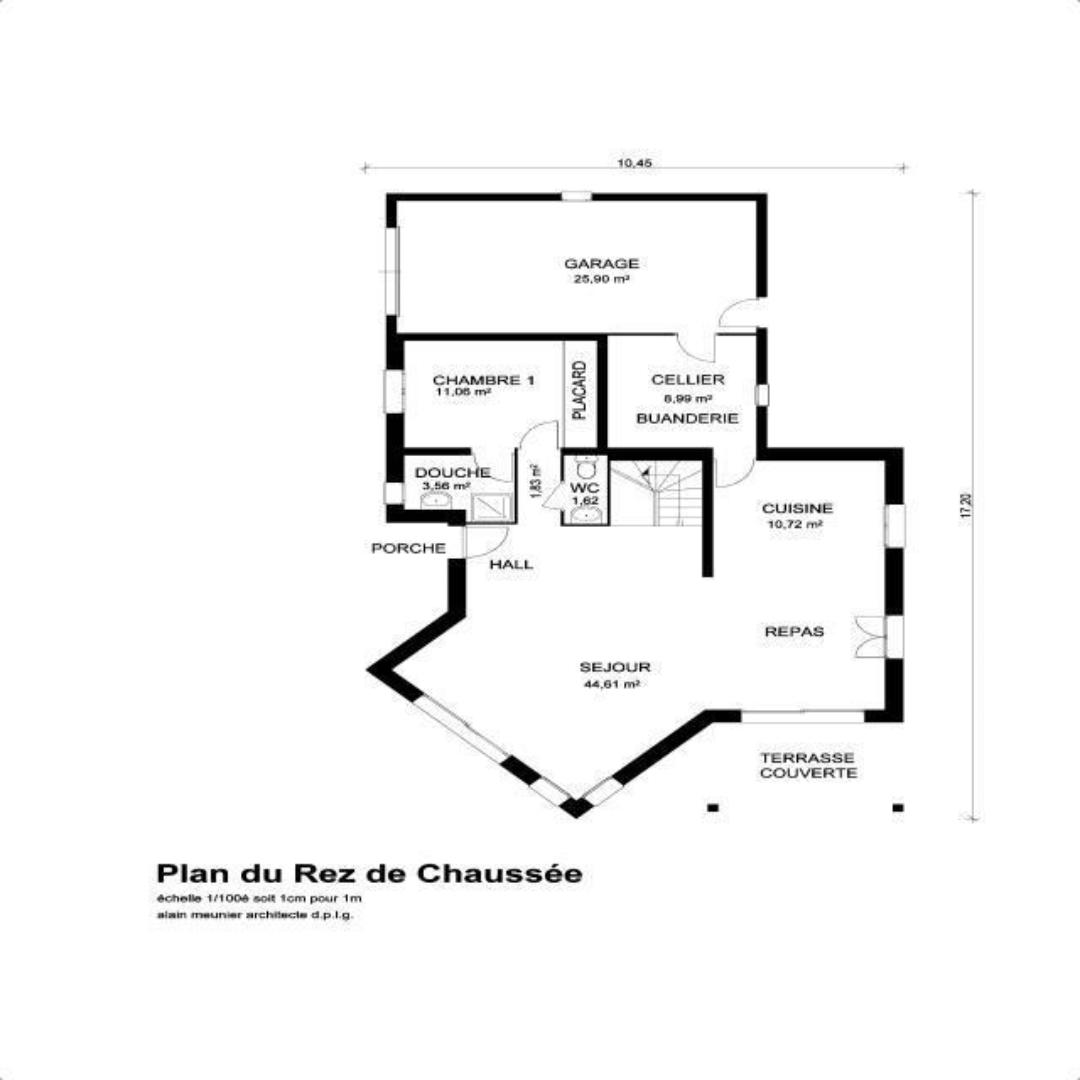 10,45
GARAGE
25,90 m²
CHAMBRE 1
11,06 m²
PLACARD
CELLIER
8,99 m²
BUANDERIE
DOUCHE
3,56 m²
1,83 m²
WC
1,62
CUISINE
10,72 m²
17,20
PORCHE
HALL
REPAS
SEJOUR
44,61 m²
TERRASSE
COUVERTE
Plan du Rez de Chaussée
échelle 1/100è soit 1cm pour 1m
alain meunier architecte d.p.l.g.